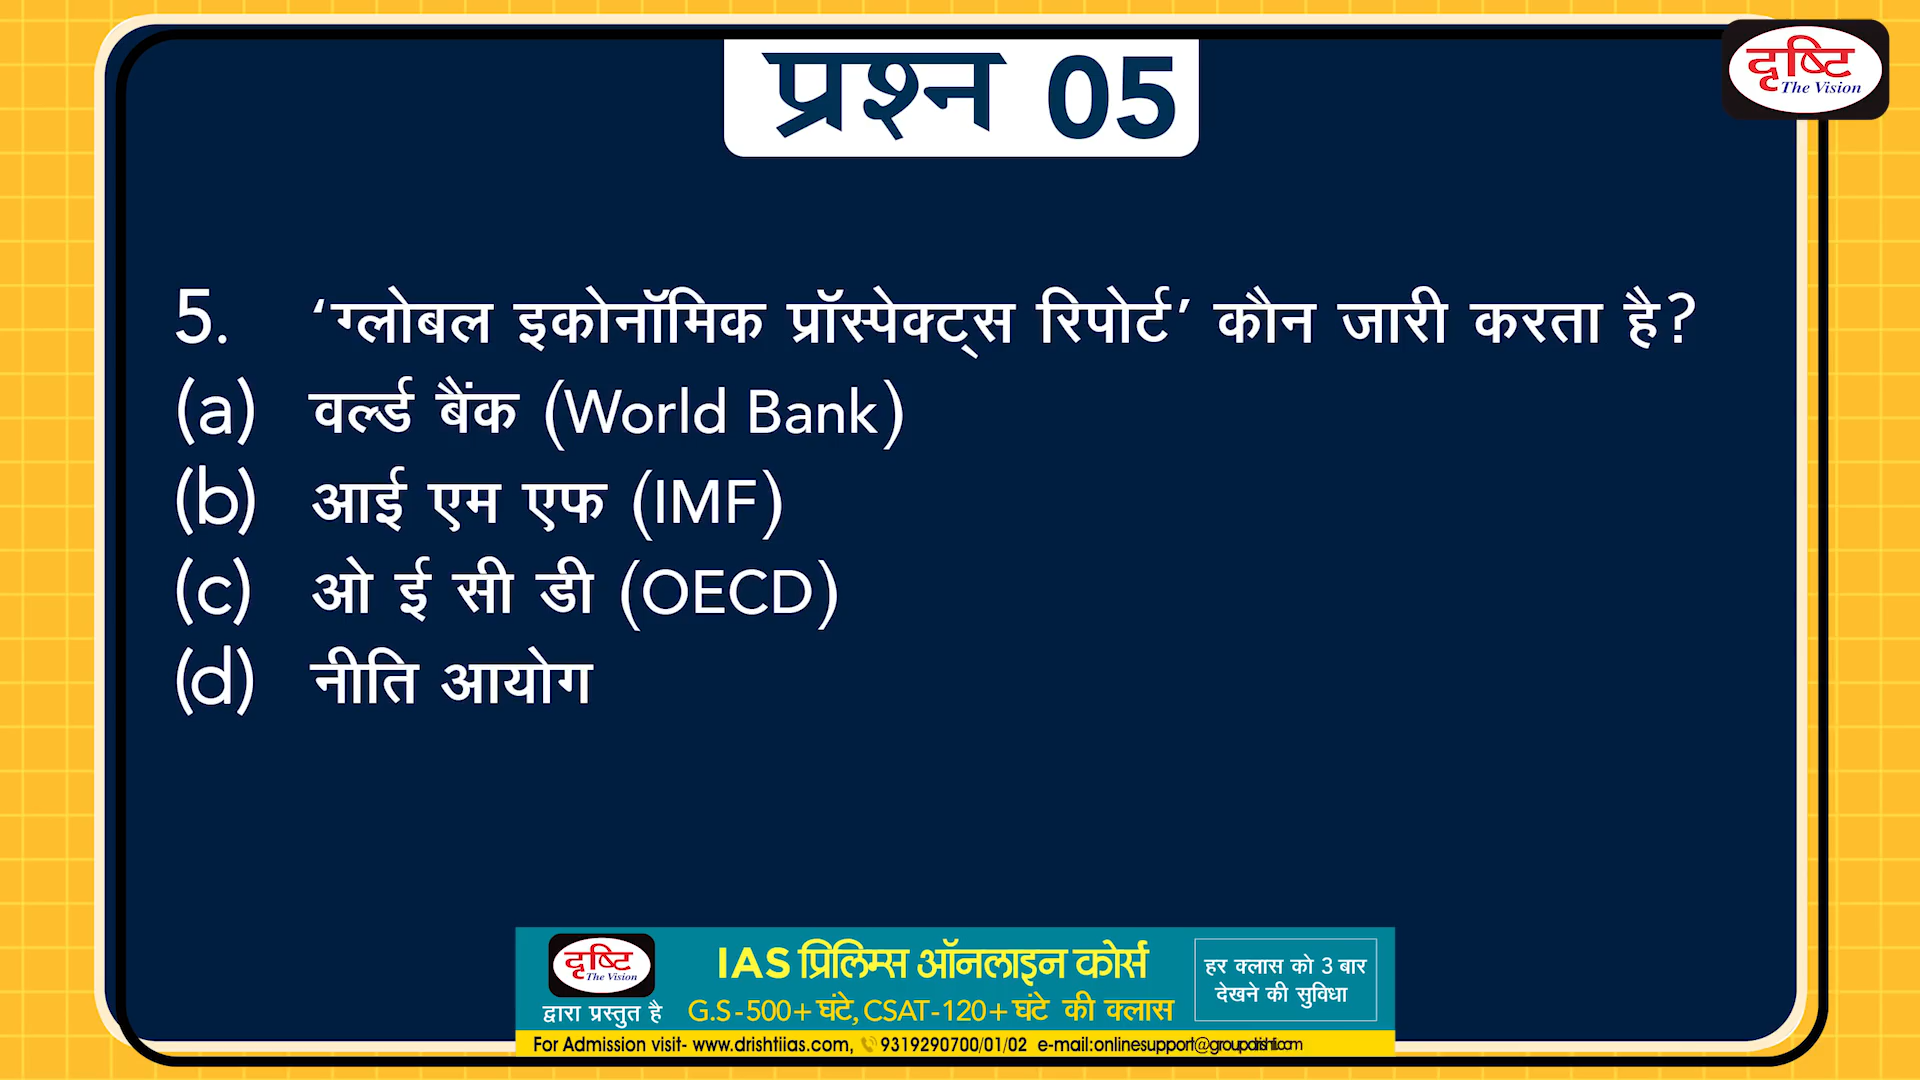 प्रश्न 05
दृष्टि
The Vision
5. ‘ग्लोबल इकोनॉमिक प्रॉस्पेक्ट्स रिपोर्ट’ कौन जारी करता है?
(a) वर्ल्ड बैंक (World Bank)
(b) आई एम एफ (IMF)
(c) ओ ई सी डी (OECD)
(d) नीति आयोग
दृष्टि
The Vision
द्वारा प्रस्तुत है
IAS प्रिलिम्स ऑनलाइन कोर्स
G.S-500+ घंटे, CSAT-120+ घंटे की क्लास
हर क्लास को 3 बार
देखने की सुविधा
For Admission visit- www.drishtiias.com, 9319290700/01/02 e-mail:onlinesupport@groupdrishti.com